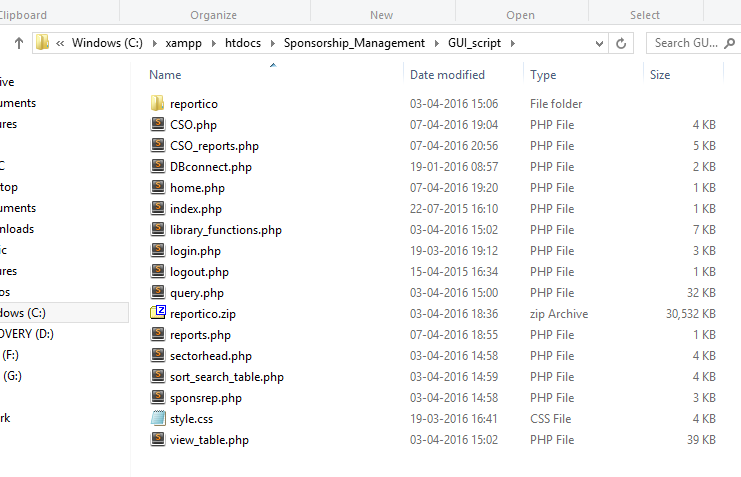 Clipboard Organize New Open Select
« Windows (C:) xampp htdocs Sponsorship_Management GUI_script Search GU...
Name Date modified Type Size
ive
uments
ures
C
top
uments
nloads
ic
ures
os
dows (C:)
OVERY (D:)
(F:)
(G:)
rk
reportico 03-04-2016 15:06 File folder
CSO.php 07-04-2016 19:04 PHP File 4 KB
CSO_reports.php 07-04-2016 20:56 PHP File 5 KB
DBconnect.php 19-01-2016 08:57 PHP File 2 KB
home.php 07-04-2016 19:20 PHP File 1 KB
index.php 22-07-2015 16:10 PHP File 1 KB
library_functions.php 03-04-2016 15:02 PHP File 7 KB
login.php 19-03-2016 19:12 PHP File 3 KB
logout.php 15-04-2015 16:34 PHP File 1 KB
query.php 03-04-2016 15:00 PHP File 32 KB
reportico.zip 03-04-2016 18:36 zip Archive 30,532 KB
reports.php 07-04-2016 18:55 PHP File 1 KB
sectorhead.php 03-04-2016 14:58 PHP File 4 KB
sort_search_table.php 03-04-2016 14:59 PHP File 4 KB
sponsrep.php 03-04-2016 14:58 PHP File 3 KB
style.css 19-03-2016 16:41 CSS File 4 KB
view_table.php 03-04-2016 15:02 PHP File 39 KB